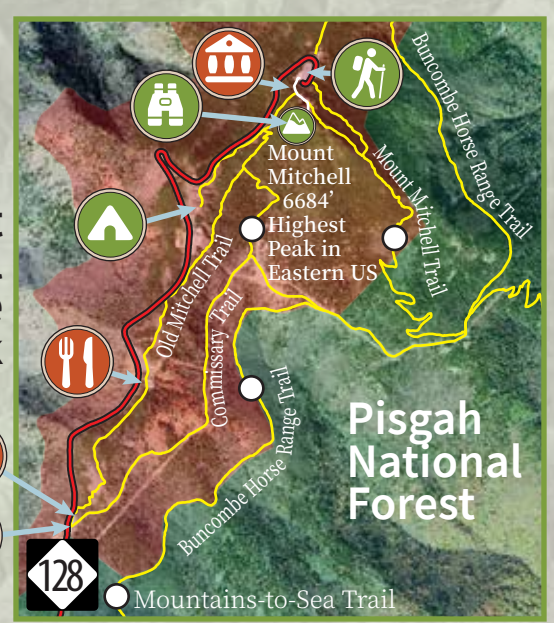 Buncombe Horse Range Trail
Mount
Mitchell
6684’
Highest
Peak in
Eastern US
Mount Mitchell Trail
Old Mitchell Trail
Commissary Trail
Buncombe Horse Range Trail
Pisgah
National
Forest
128
Mountains-to-Sea Trail